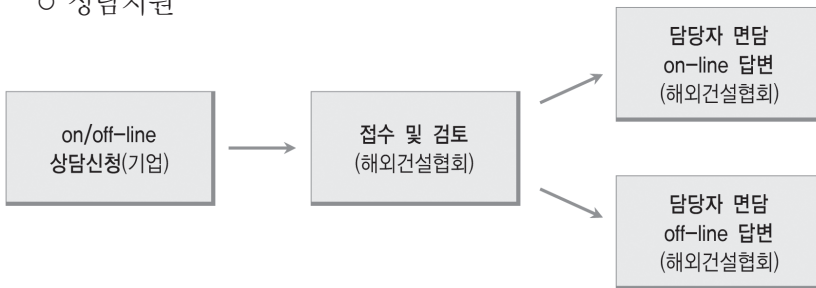 ○ 상담지원
on/off-line
상담신청(기업)
접수 및 검토
(해외건설협회)
담당자 면담
on-line 답변
(해외건설협회)
담당자 면담
off-line 답변
(해외건설협회)